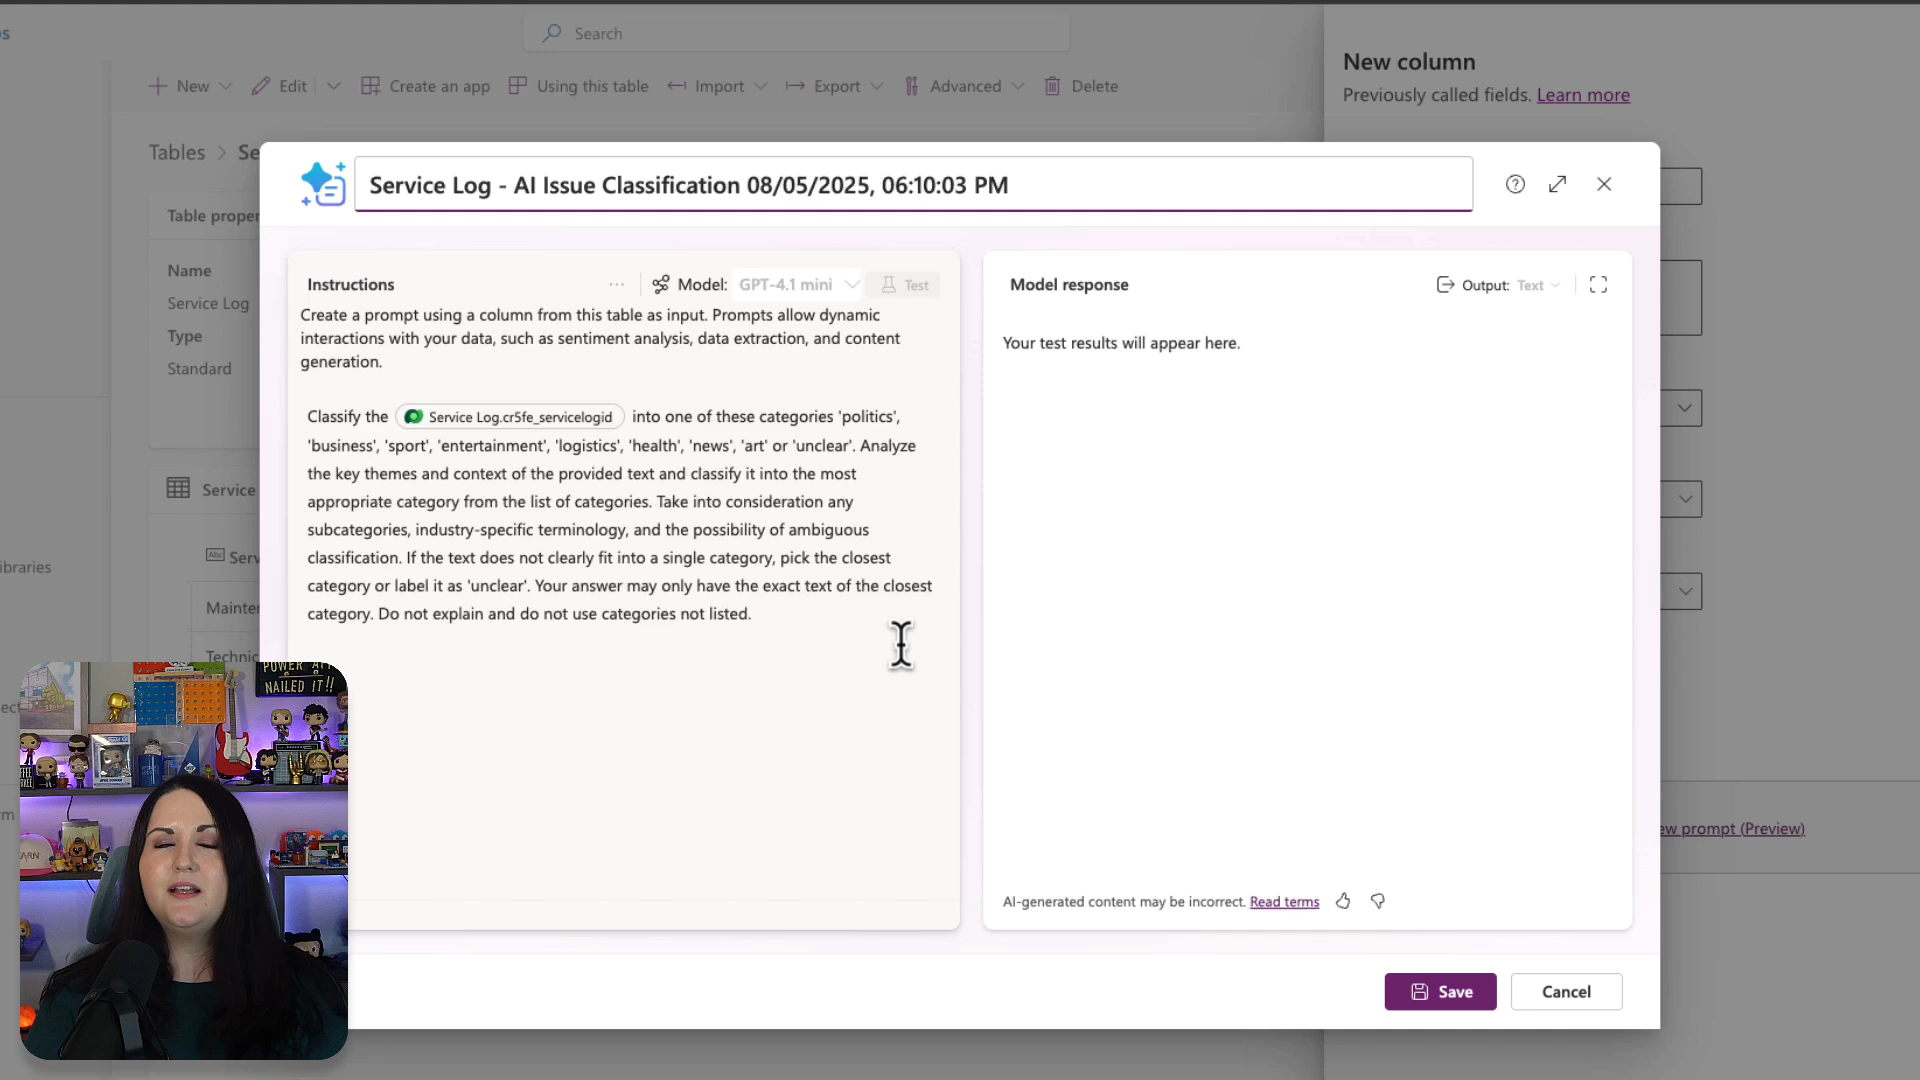 Search
New
Edit
Create an app
Using this table
Import
Export
Advanced
Delete
New column
Previously called fields. Learn more
Tables > Se
Service Log - AI Issue Classification 08/05/2025, 06:10:03 PM
Table proper
Name
Service Log
Type
Standard
Service
Abc Serv
Mainter
Technic
ibraries
Instructions
Model: GPT-4.1 mini
Test
Create a prompt using a column from this table as input. Prompts allow dynamic
interactions with your data, such as sentiment analysis, data extraction, and content
generation.
Classify the Service Log.cr5fe_servicelogid into one of these categories 'politics',
'business', 'sport', 'entertainment', 'logistics', 'health', 'news', 'art' or 'unclear'. Analyze
the key themes and context of the provided text and classify it into the most
appropriate category from the list of categories. Take into consideration any
subcategories, industry-specific terminology, and the possibility of ambiguous
classification. If the text does not clearly fit into a single category, pick the closest
category or label it as 'unclear'. Your answer may only have the exact text of the closest
category. Do not explain and do not use categories not listed.
Model response
Output: Text
Your test results will appear here.
AI-generated content may be incorrect. Read terms
ew prompt (Preview)
Save
Cancel
POWER AP
NAILED IT!!